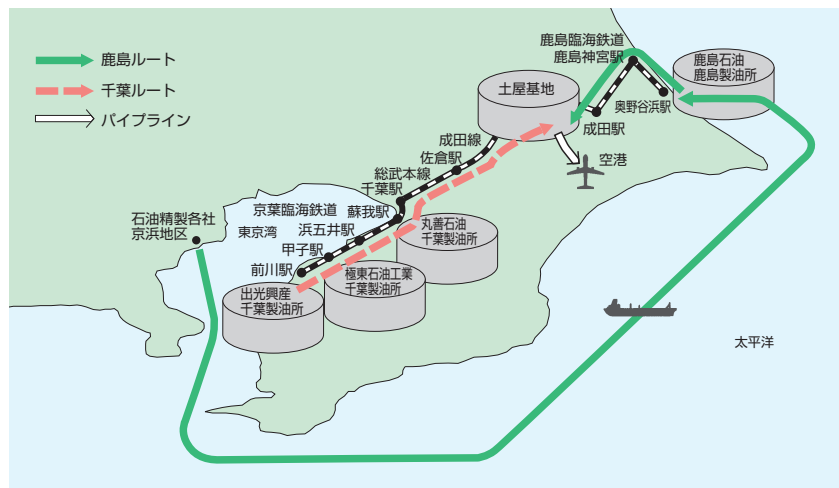 鹿島ルート
千葉ルート
パイプライン
鹿島臨海鉄道
鹿島神宮駅
鹿島石油
鹿島製油所
土屋基地
奥野谷浜駅
成田駅
成田線
佐倉駅
空港
総武本線
千葉駅
京葉臨海鉄道
蘇我駅
石油精製各社
京浜地区
東京湾
浜五井駅
丸善石油
千葉製油所
甲子駅
前川駅
極東石油工業
千葉製油所
出光興産
千葉製油所
太平洋